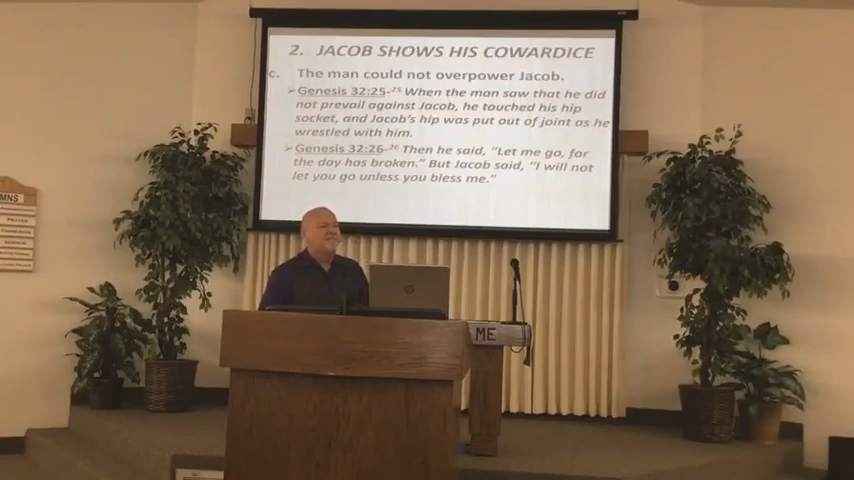 2. JACOB SHOWS HIS COWARDICE
c. The man could not overpower Jacob.
➢Genesis 32:25-25 When the man saw that he did
not prevail against Jacob, he touched his hip
socket, and Jacob's hip was put out of joint as he
wrestled with him.
➢Genesis 32:26-26 Then he said, "Let me go, for
the day has broken." But Jacob said, "I will not
let you go unless you bless me."
ME